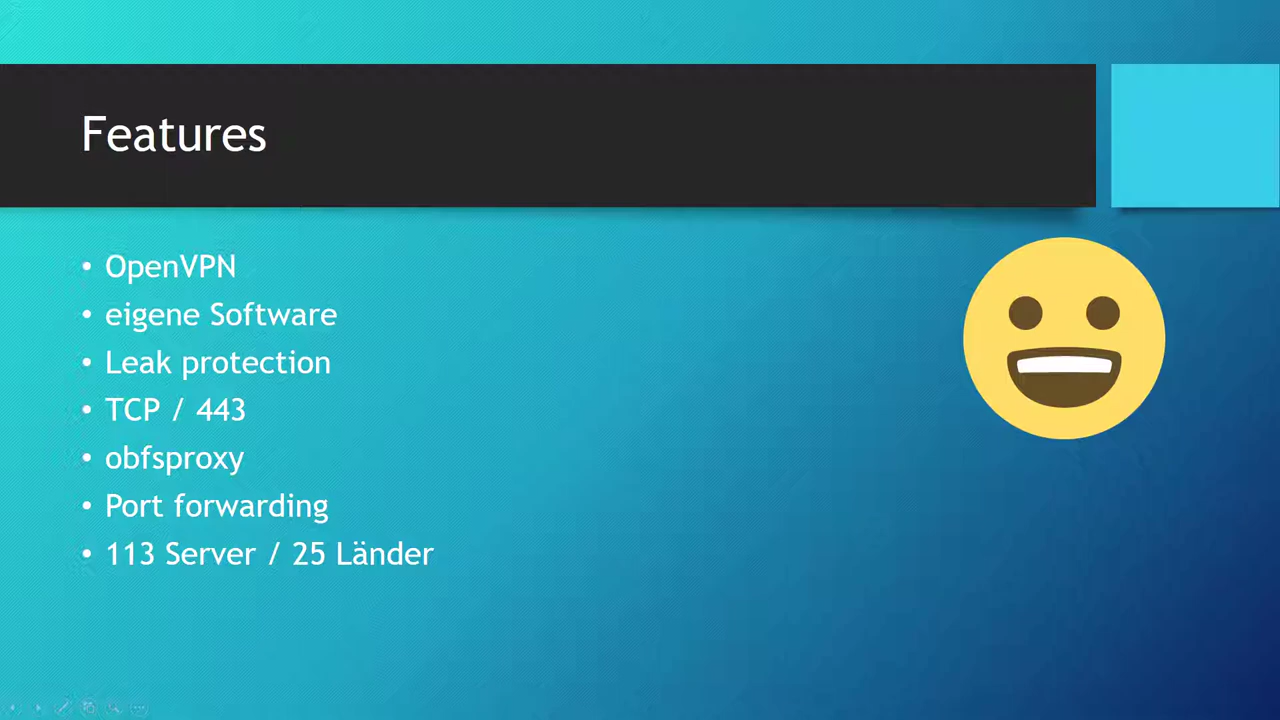 Features
• OpenVPN
• eigene Software
• Leak protection
• TCP / 443
• obfsproxy
• Port forwarding
• 113 Server / 25 Länder